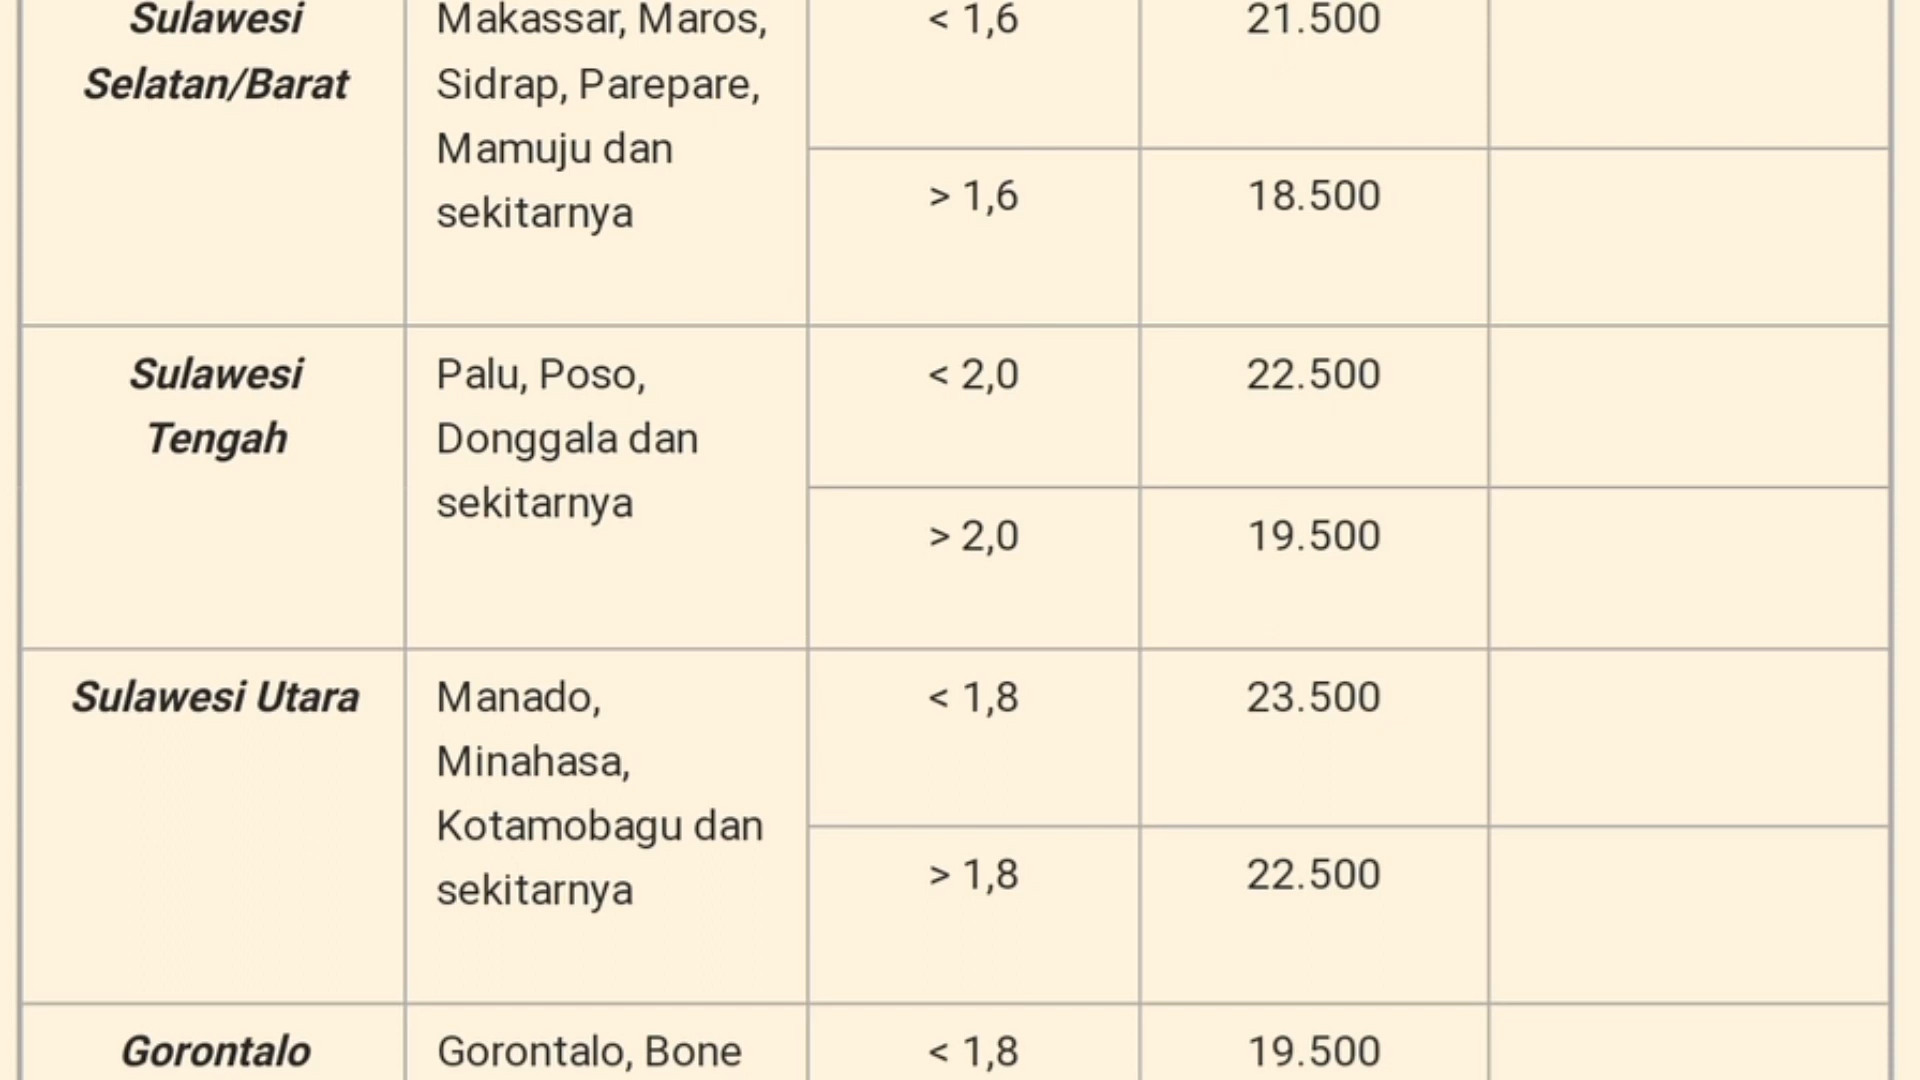 Sulawesi
Selatan/Barat
Makassar, Maros,
Sidrap, Parepare,
Mamuju dan
sekitarnya
< 1,6
21.500
> 1,6
18.500
Sulawesi
Tengah
Palu, Poso,
Donggala dan
sekitarnya
< 2,0
22.500
> 2,0
19.500
Sulawesi Utara
Manado,
Minahasa,
Kotamobagu dan
sekitarnya
< 1,8
23.500
> 1,8
22.500
Gorontalo
Gorontalo, Bone
< 1,8
19.500